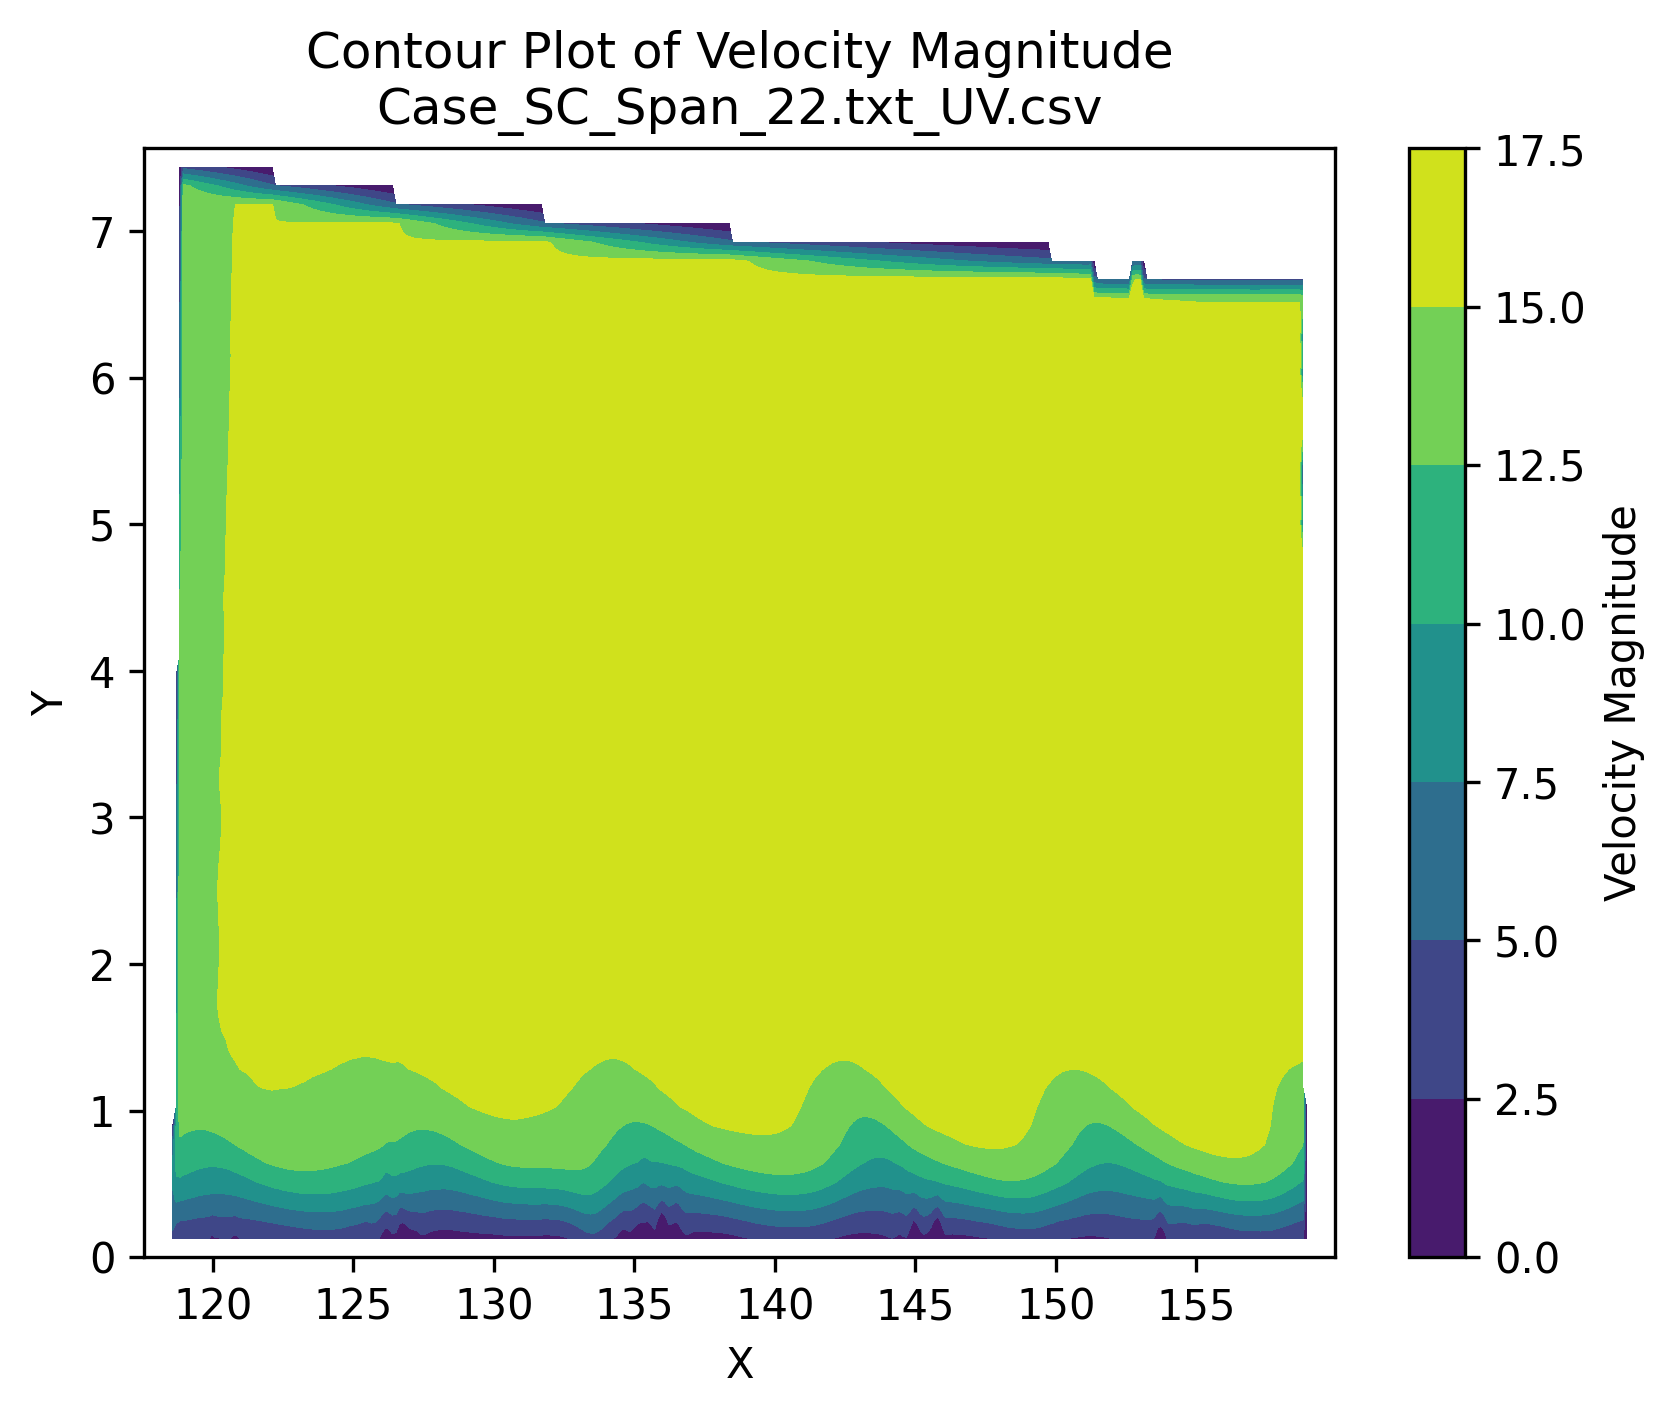 Contour Plot of Velocity Magnitude
Case_SC_Span_22.txt_UV.csv
7
6
5
4
3
2
1
0
Y
120 125 130 135 140 145 150 155
X
17.5
15.0
12.5
10.0
7.5
5.0
2.5
0.0
Velocity Magnitude